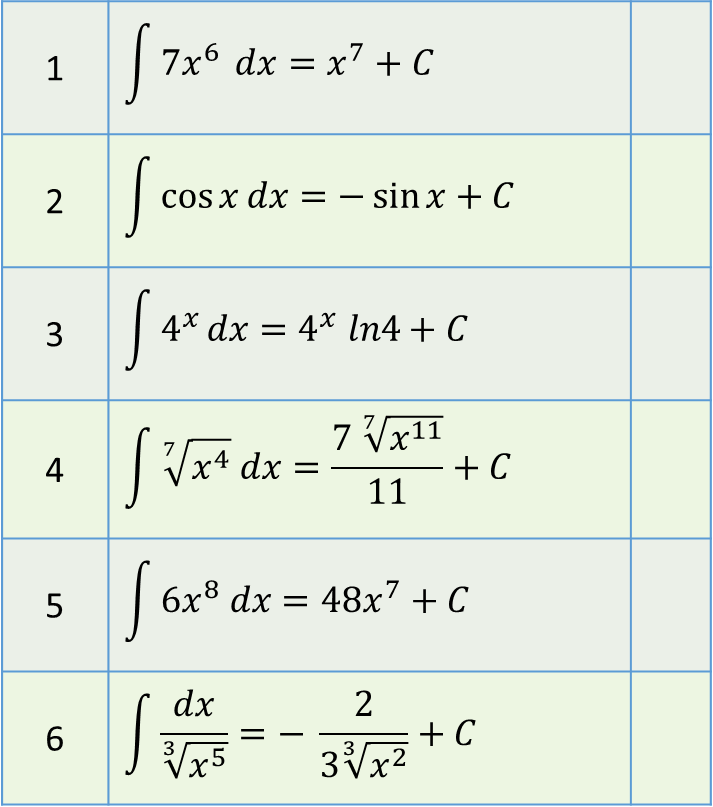 1 ∫ 7x⁶ dx = x⁷ + C
2 ∫ cos x dx = − sin x + C
3 ∫ 4ˣ dx = 4ˣ ln4 + C
4 ∫ ⁷√(x⁴) dx = (7 ⁷√(x¹¹))/11 + C
5 ∫ 6x⁸ dx = 48x⁷ + C
6 ∫ dx/(³√(x⁵)) = − 2/(3 ³√(x²)) + C